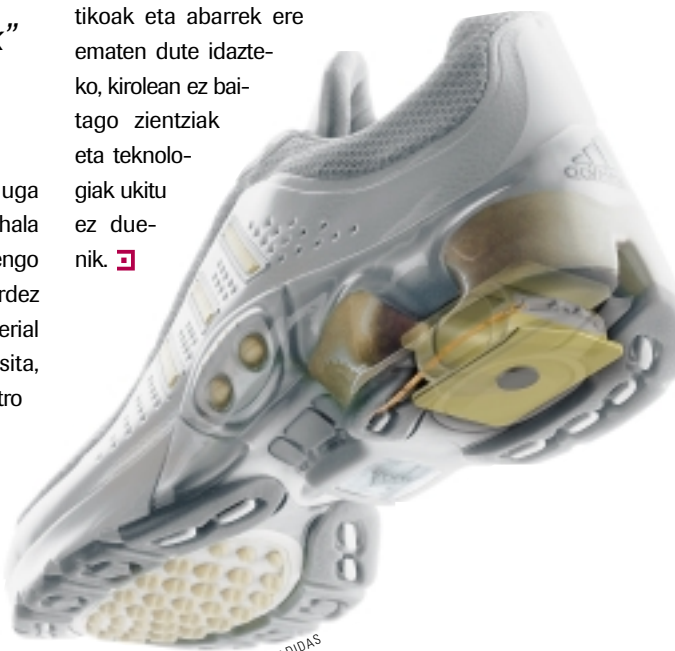 k”
uga
hala
engo
rdez
erial
sita,
tro
tikoak eta abarrek ere
ematen dute idazte-
ko, kirolean ez bai-
tago zientziak
eta teknolo-
giak ukitu
ez due-
nik.
ADIDAS